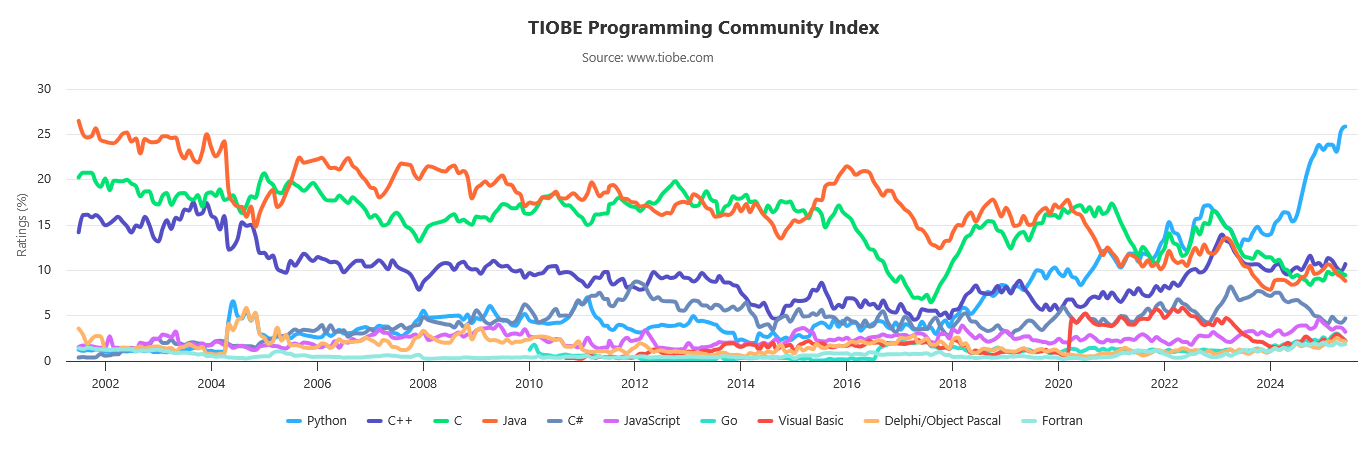 TIOBE Programming Community Index
Source: www.tiobe.com
Ratings (%)
30
25
20
15
10
5
0
2002 2004 2006 2008 2010 2012 2014 2016 2018 2020 2022 2024
Python C++ C Java C# JavaScript Go Visual Basic Delphi/Object Pascal Fortran